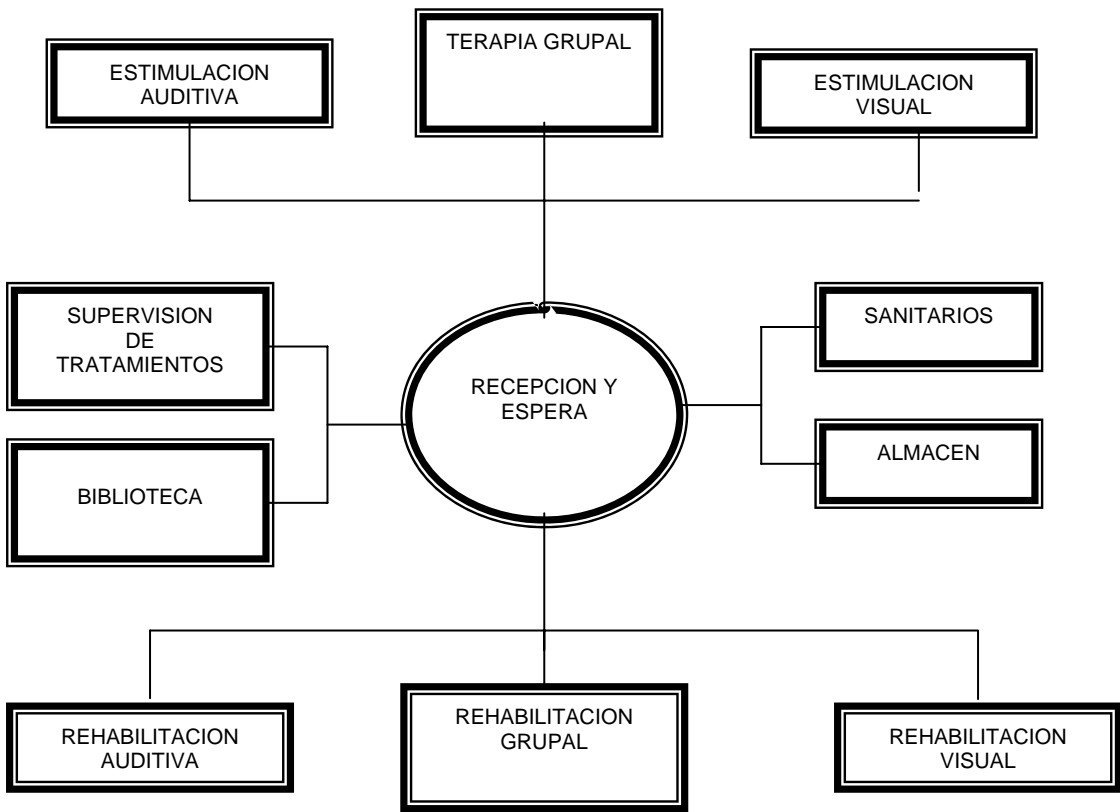 TERAPIA GRUPAL
ESTIMULACION
AUDITIVA
ESTIMULACION
VISUAL
SUPERVISION
DE
TRATAMIENTOS
SANITARIOS
RECEPCION Y
ESPERA
ALMACEN
BIBLIOTECA
REHABILITACION
AUDITIVA
REHABILITACION
GRUPAL
REHABILITACION
VISUAL